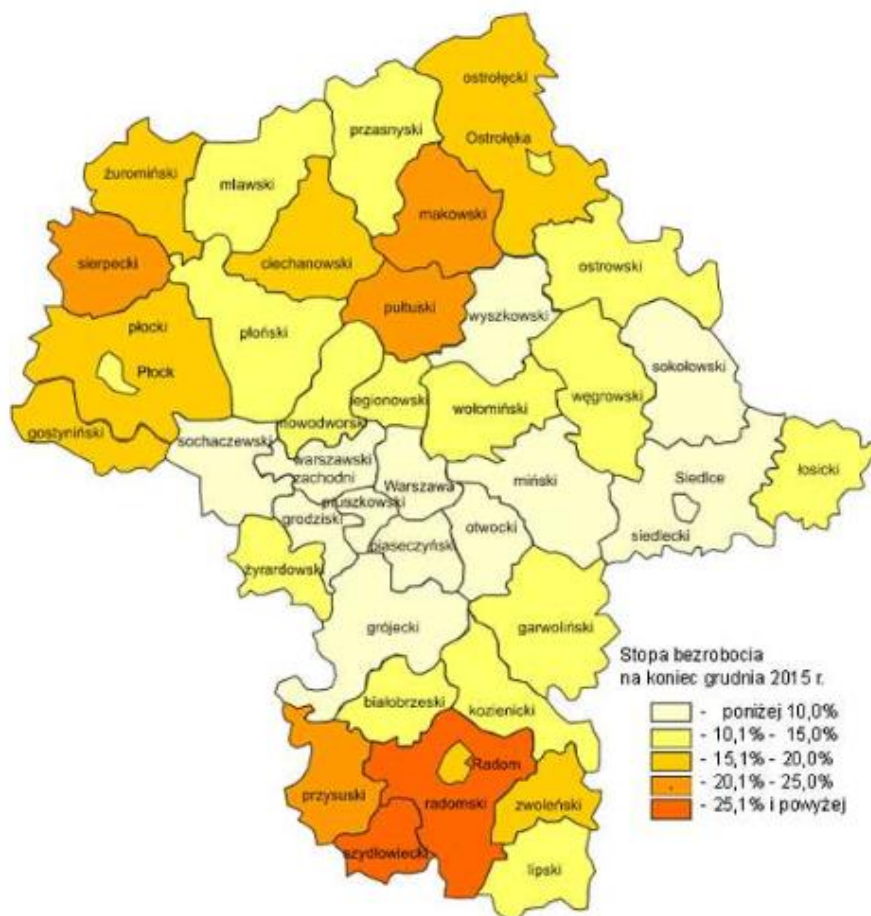 ostrołęcki
przasnyski
Ostrołęka
żuromiński
mławski
makowski
sierpecki
ciechanowski
ostrowski
pułtuski
wyszkowski
płocki
płoński
sokołowski
Płock
legionowski
wołomiński
węgrowski
nowodworski
gostyniński
sochaczewski
warszawski
zachodni
Warszawa
miński
Siedlce
łosicki
pruszkowski
grodziski
otwocki
siedlecki
piaseczyński
żyrardowski
grójecki
garwoliński
Stopa bezrobocia
na koniec grudnia 2015 r.
białobrzeski
kozienicki
- poniżej 10,0%
- 10,1% - 15,0%
- 15,1% - 20,0%
- 20,1% - 25,0%
- 25,1% i powyżej
Radom
przysuski
radomski
zwoleński
szydłowiecki
lipski